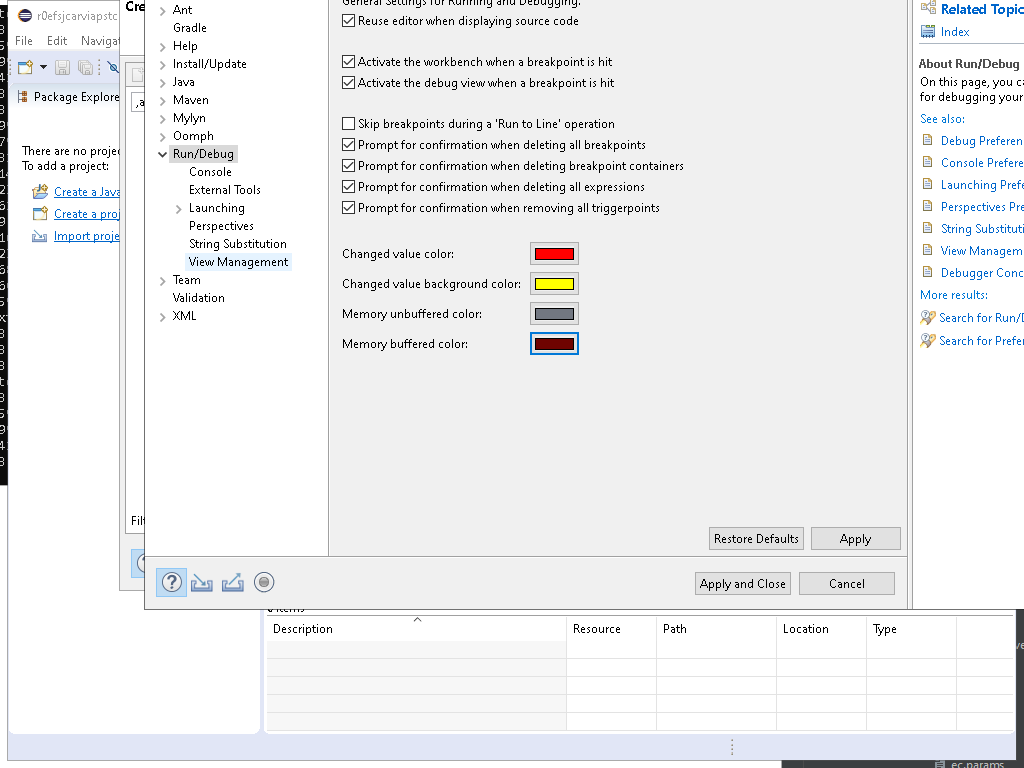 r0efsjcarviapstc
File Edit Navigat
Package Explore
There are no projec
To add a project:
Create a Java
Create a proj
Import proje
Cre
Filt
Ant
Gradle
Help
Install/Update
Java
Maven
Mylyn
Oomph
Run/Debug
Console
External Tools
Launching
Perspectives
String Substitution
View Management
Team
Validation
XML
General Settings for Running and Debugging.
Reuse editor when displaying source code
Activate the workbench when a breakpoint is hit
Activate the debug view when a breakpoint is hit
Skip breakpoints during a 'Run to Line' operation
Prompt for confirmation when deleting all breakpoints
Prompt for confirmation when deleting breakpoint containers
Prompt for confirmation when deleting all expressions
Prompt for confirmation when removing all triggerpoints
Changed value color:
Changed value background color:
Memory unbuffered color:
Memory buffered color:
Restore Defaults Apply
Apply and Close Cancel
Related Topic
Index
About Run/Debug
On this page, you ca
for debugging your
See also:
Debug Preferen
Console Prefere
Launching Prefe
Perspectives Pre
String Substituti
View Managem
Debugger Conc
More results:
Search for Run/D
Search for Prefer
Description Resource Path Location Type
ec.params